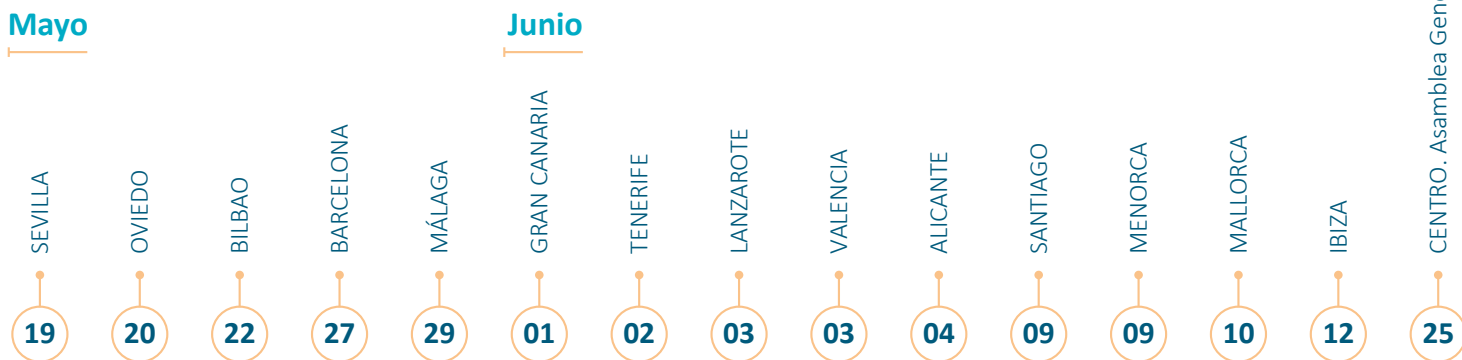 Mayo
Junio
SEVILLA
OVIEDO
BILBAO
BARCELONA
MÁLAGA
GRAN CANARIA
TENERIFE
LANZAROTE
VALENCIA
ALICANTE
SANTIAGO
MENORCA
MALLORCA
IBIZA
CENTRO. Asamblea
19
20
22
27
29
01
02
03
03
04
09
09
10
12
25